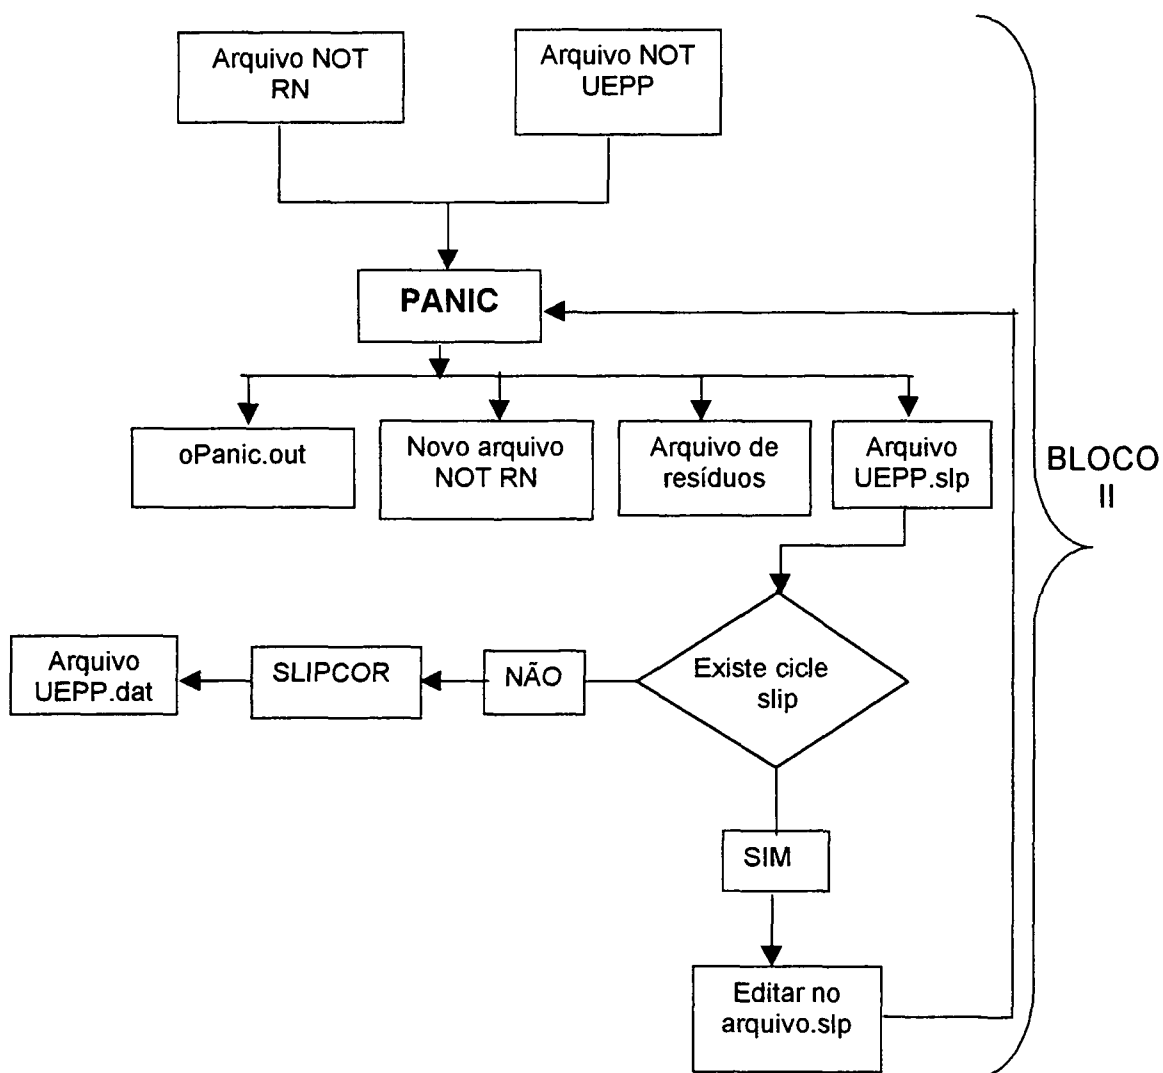 Arquivo NOT
RN
Arquivo NOT
UEPP
PANIC
oPanic.out
Novo arquivo
NOT RN
Arquivo de
resíduos
Arquivo
UEPP.slp
BLOCO
II
Existe cicle
slip
NÃO
SLIPCOR
Arquivo
UEPP.dat
SIM
Editar no
arquivo.slp